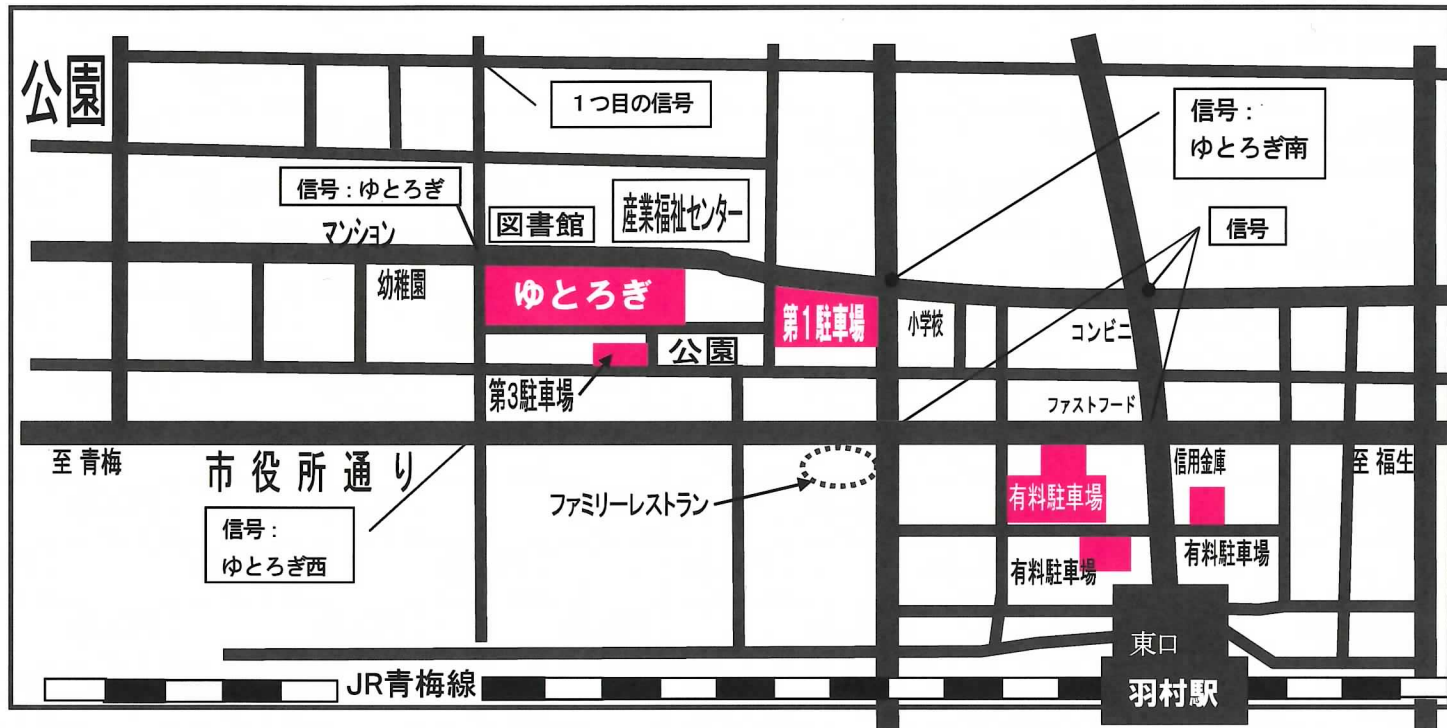 公園
1つ目の信号
信号：
ゆとろぎ南
信号：ゆとろぎ
マンション
図書館
産業福祉センター
信号
幼稚園
ゆとろぎ
第1駐車場
小学校
コンビニ
公園
第3駐車場
ファストフード
至 青梅
市役所通り
信号：
ゆとろぎ西
ファミリーレストラン
有料駐車場
信用金庫
至 福生
有料駐車場
有料駐車場
東口
JR青梅線
羽村駅